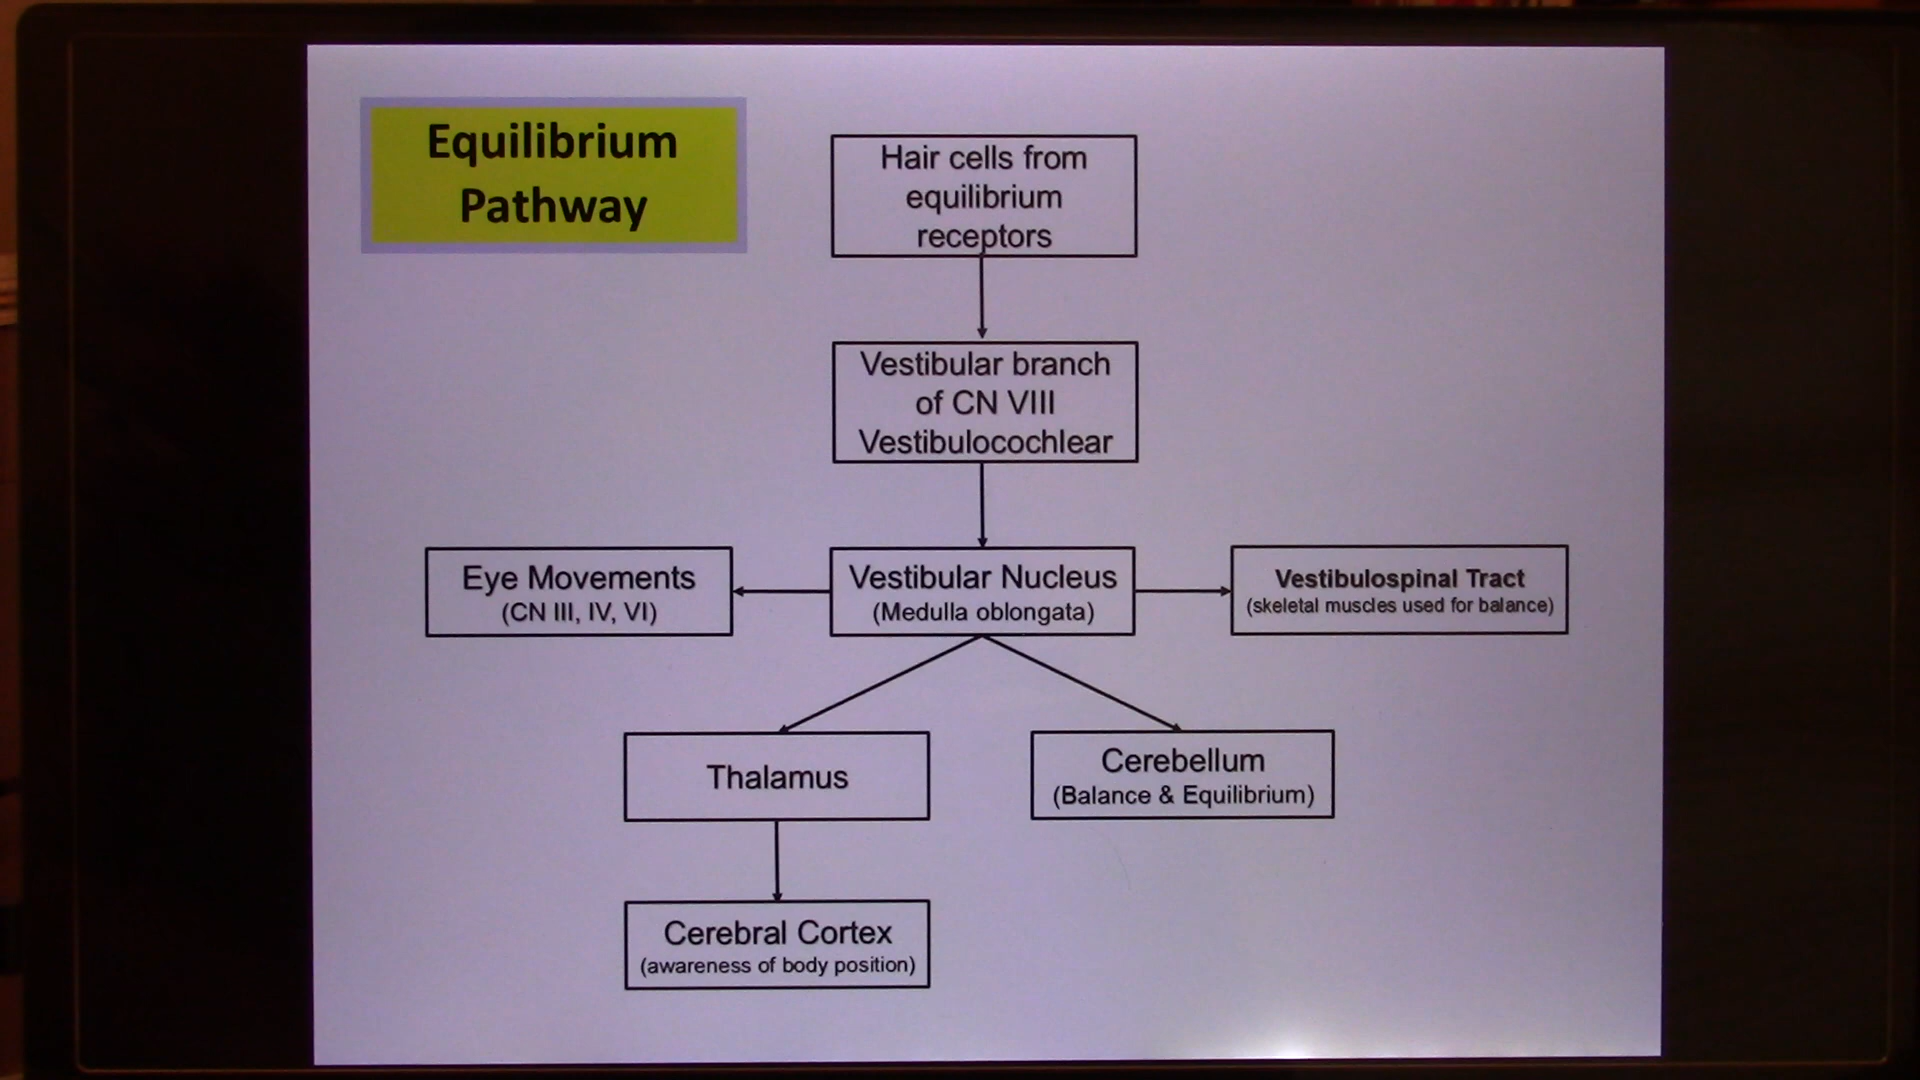 Equilibrium
Pathway
Hair cells from
equilibrium
receptors
Vestibular branch
of CN VIII
Vestibulocochlear
Eye Movements
(CN III, IV, VI)
Vestibular Nucleus
(Medulla oblongata)
Vestibulospinal Tract
(skeletal muscles used for balance)
Thalamus
Cerebellum
(Balance & Equilibrium)
Cerebral Cortex
(awareness of body position)